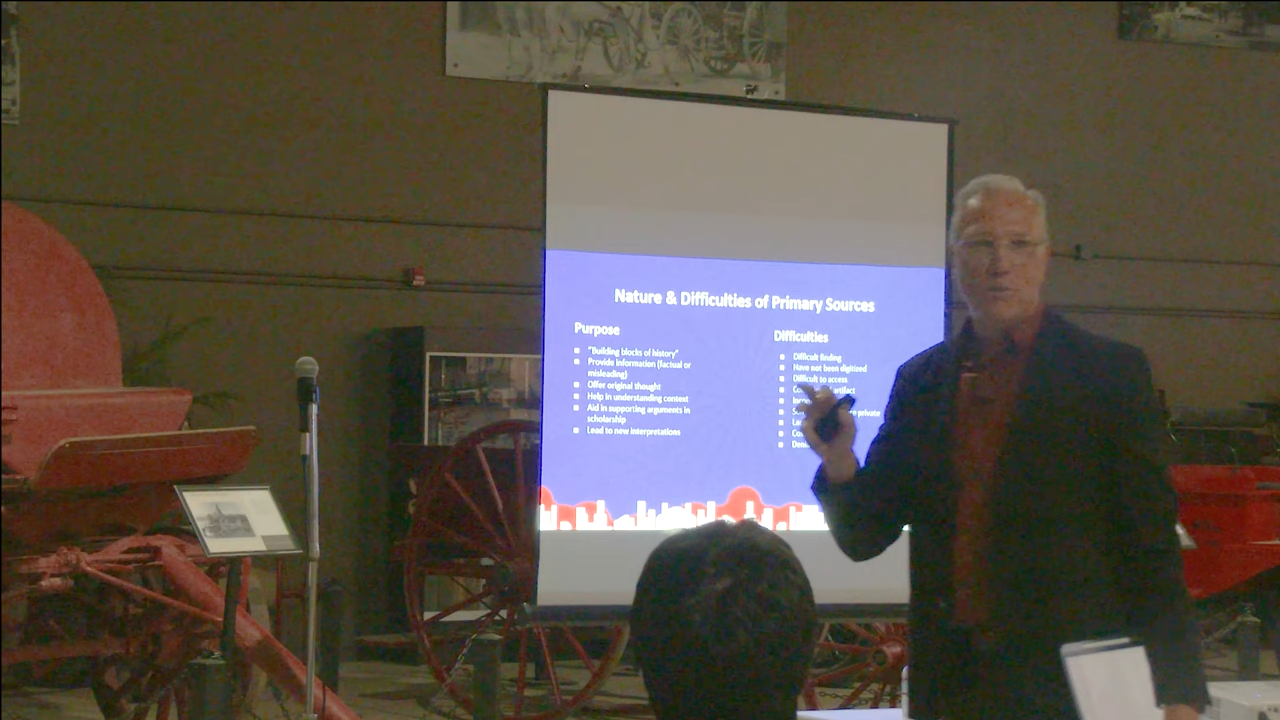 Nature & Difficulties of Primary Sources
Purpose
"Building blocks of history"
Provide information (factual or
misleading)
Offer original thought
Help in understanding context
Aid in supporting arguments in
scholarship
Lead to new interpretations
Difficulties
Difficult finding
Have not been digitized
Difficult to access
artifact
private